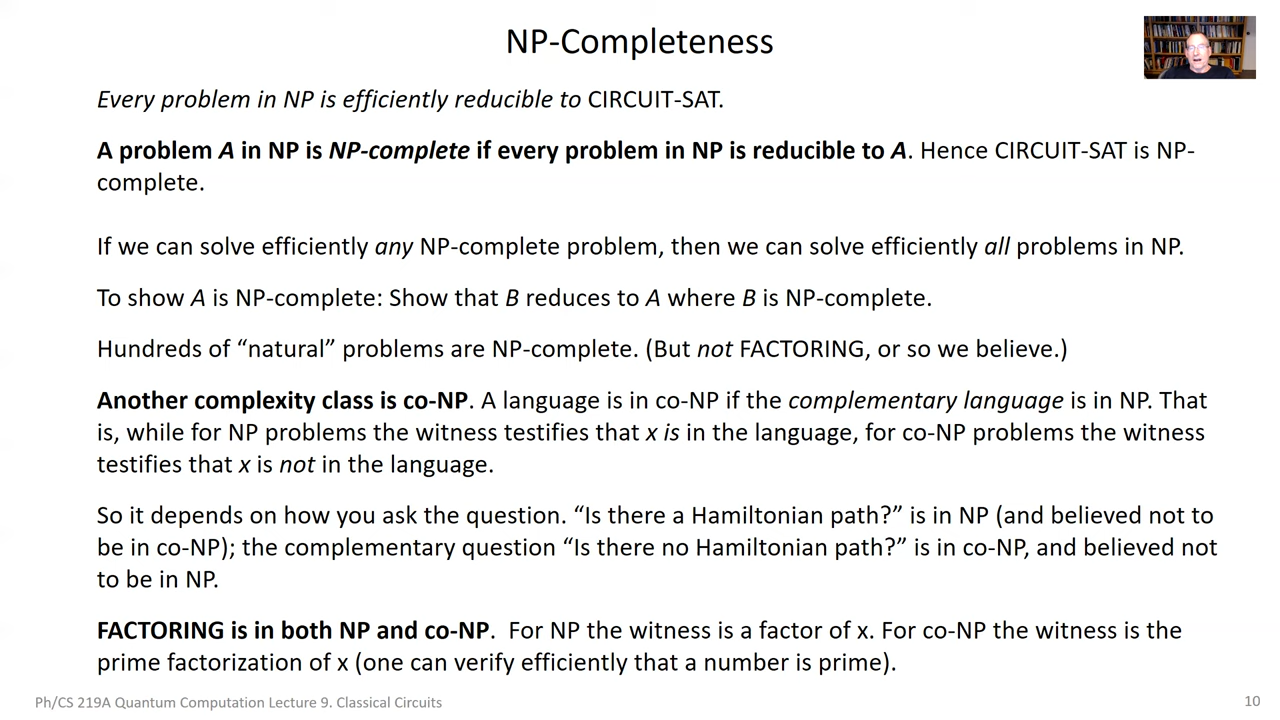 NP-Completeness
Every problem in NP is efficiently reducible to CIRCUIT-SAT.
A problem A in NP is NP-complete if every problem in NP is reducible to A. Hence CIRCUIT-SAT is NP-
complete.
If we can solve efficiently any NP-complete problem, then we can solve efficiently all problems in NP.
To show A is NP-complete: Show that B reduces to A where B is NP-complete.
Hundreds of “natural” problems are NP-complete. (But not FACTORING, or so we believe.)
Another complexity class is co-NP. A language is in co-NP if the complementary language is in NP. That
is, while for NP problems the witness testifies that x is in the language, for co-NP problems the witness
testifies that x is not in the language.
So it depends on how you ask the question. “Is there a Hamiltonian path?” is in NP (and believed not to
be in co-NP); the complementary question “Is there no Hamiltonian path?” is in co-NP, and believed not
to be in NP.
FACTORING is in both NP and co-NP. For NP the witness is a factor of x. For co-NP the witness is the
prime factorization of x (one can verify efficiently that a number is prime).
Ph/CS 219A Quantum Computation Lecture 9. Classical Circuits
10